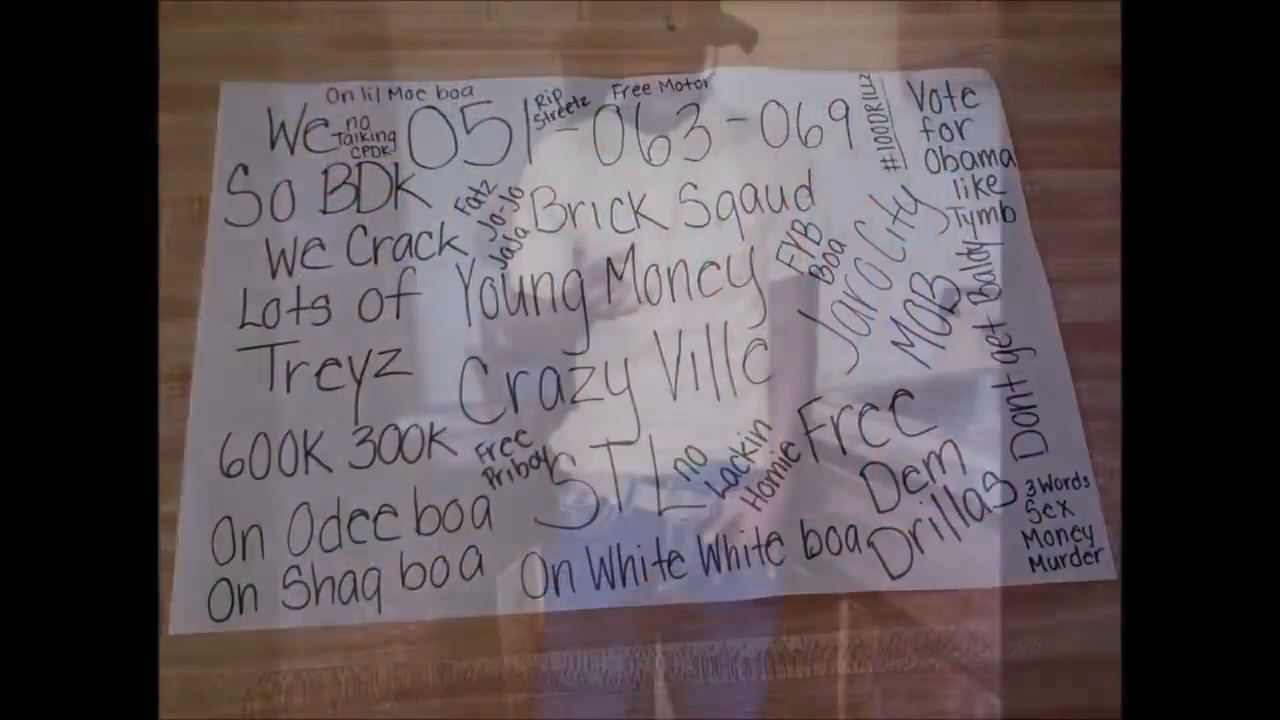 On lil Moe boa
We no Talking CPDK 051 Rip Streetz -063-069
Free Motor
#100DRILLZ
Vote
for
Obama
like
Tymb
So BDK
Fatz
Jo-Jo
JaJa
Brick Sqaud
We Crack
FYB
Boa
Jaro City
MOB
Lots of
Young Money
Treyz
Crazy Ville
Dont get Baldy
600K 300K
Free
Priboy
STL
no
Lackin
Homie
Free
Dem
Drillas
3 Words
Sex
Money
Murder
On Odee boa
On Shaq boa
On White White boa